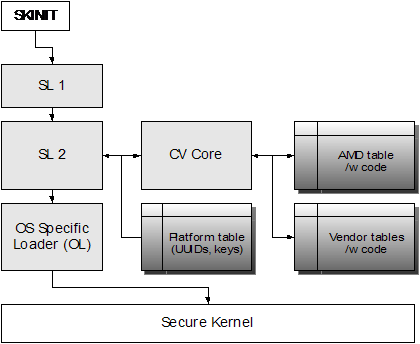 SKINIT
SL 1
SL 2
CV Core
AMD table
/w code
OS Specific
Loader (OL)
Platform table
(UUIDs, keys)
Vendor tables
/w code
Secure Kernel